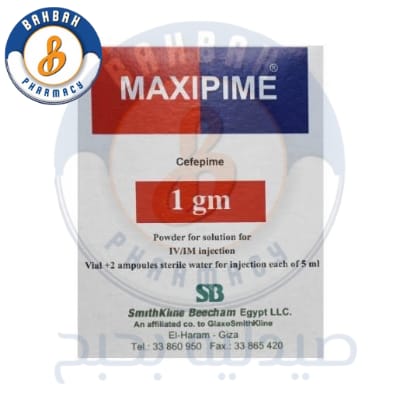 BAHBAH
PHARMACY
MAXIPIME®
Cefepime
1 gm
Powder for solution for
IV/IM injection
Vial +2 ampoules sterile water for injection each of 5 ml
SB
SmithKline Beecham Egypt LLC.
An affiliated co. to GlaxoSmithKline
El-Haram - Giza
Tel.: 33 860 950 Fax.: 33 865 420
صيدلية بحبح